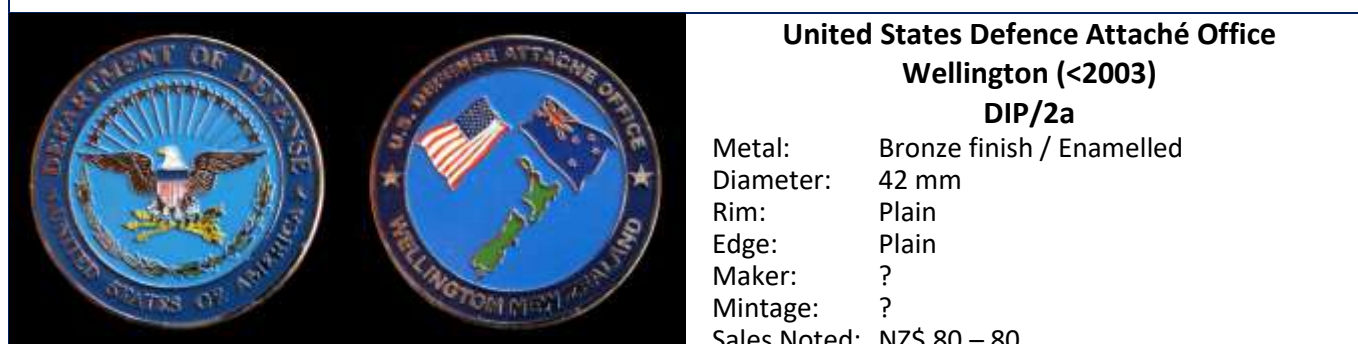 DEPARTMENT OF DEFENSE
UNITED STATES OF AMERICA
U.S. DEFENSE ATTACHE OFFICE
WELLINGTON NEW ZEALAND
United States Defence Attaché Office
Wellington (<2003)
DIP/2a
Metal: Bronze finish / Enamelled
Diameter: 42 mm
Rim: Plain
Edge: Plain
Maker: ?
Mintage: ?
Sales Noted: NZ$ 80 – 80